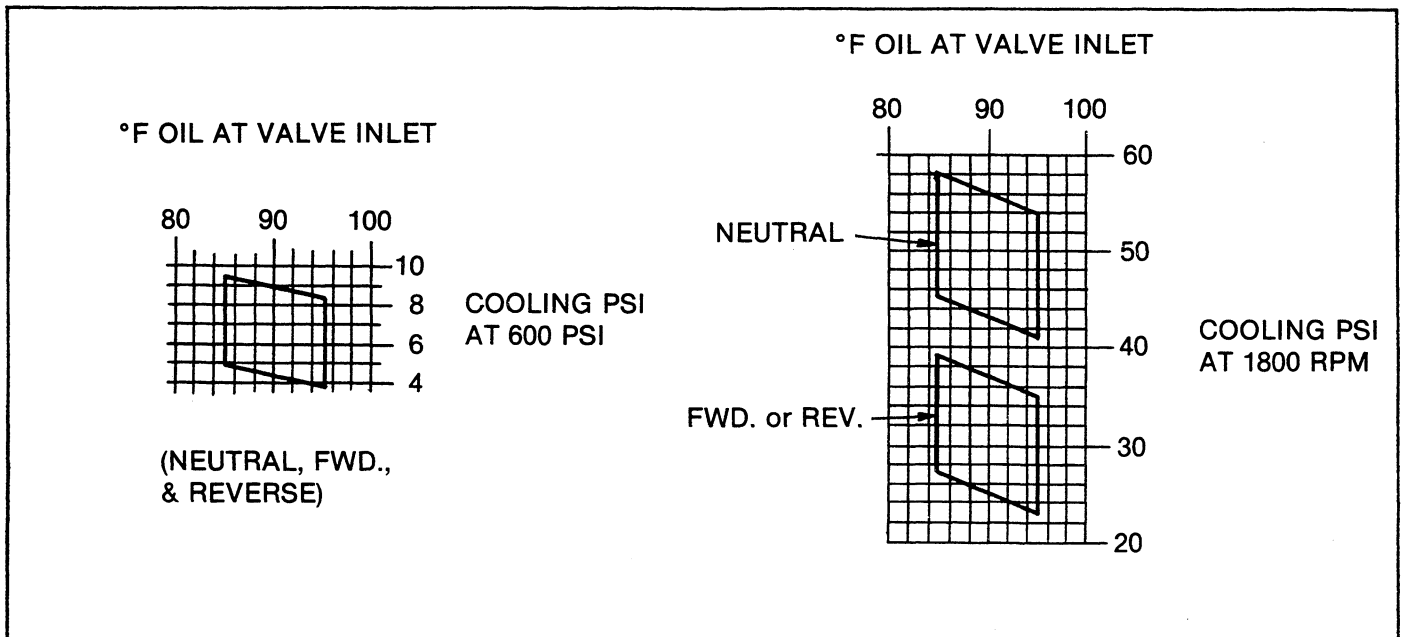 °F OIL AT VALVE INLET
80 90 100
10
8
6
4
COOLING PSI
AT 600 PSI
(NEUTRAL, FWD.,
& REVERSE)
°F OIL AT VALVE INLET
80 90 100
60
50
40
30
20
NEUTRAL
FWD. or REV.
COOLING PSI
AT 1800 RPM